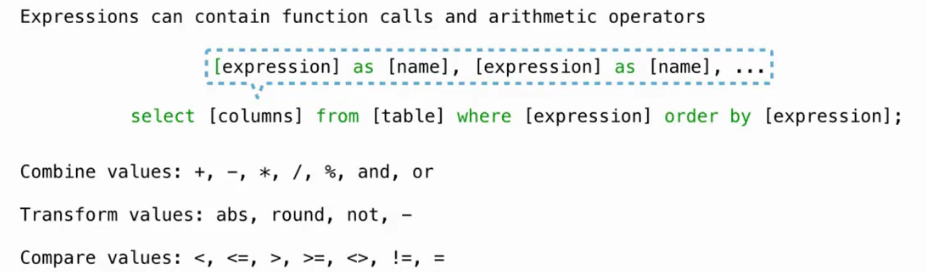 Expressions can contain function calls and arithmetic operators
[expression] as [name], [expression] as [name], ...
select [columns] from [table] where [expression] order by [expression];
Combine values: +, -, *, /, %, and, or
Transform values: abs, round, not, -
Compare values: <, <=, >, >=, <>, !=, =